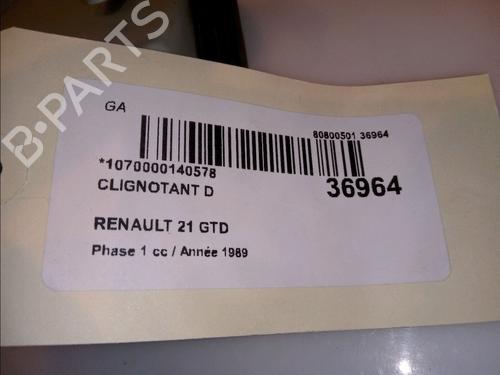 B-PARTS
GA
80800501 36964
*1070000140578
36964
CLIGNOTANT D
RENAULT 21 GTD
Phase 1 cc / Année 1989